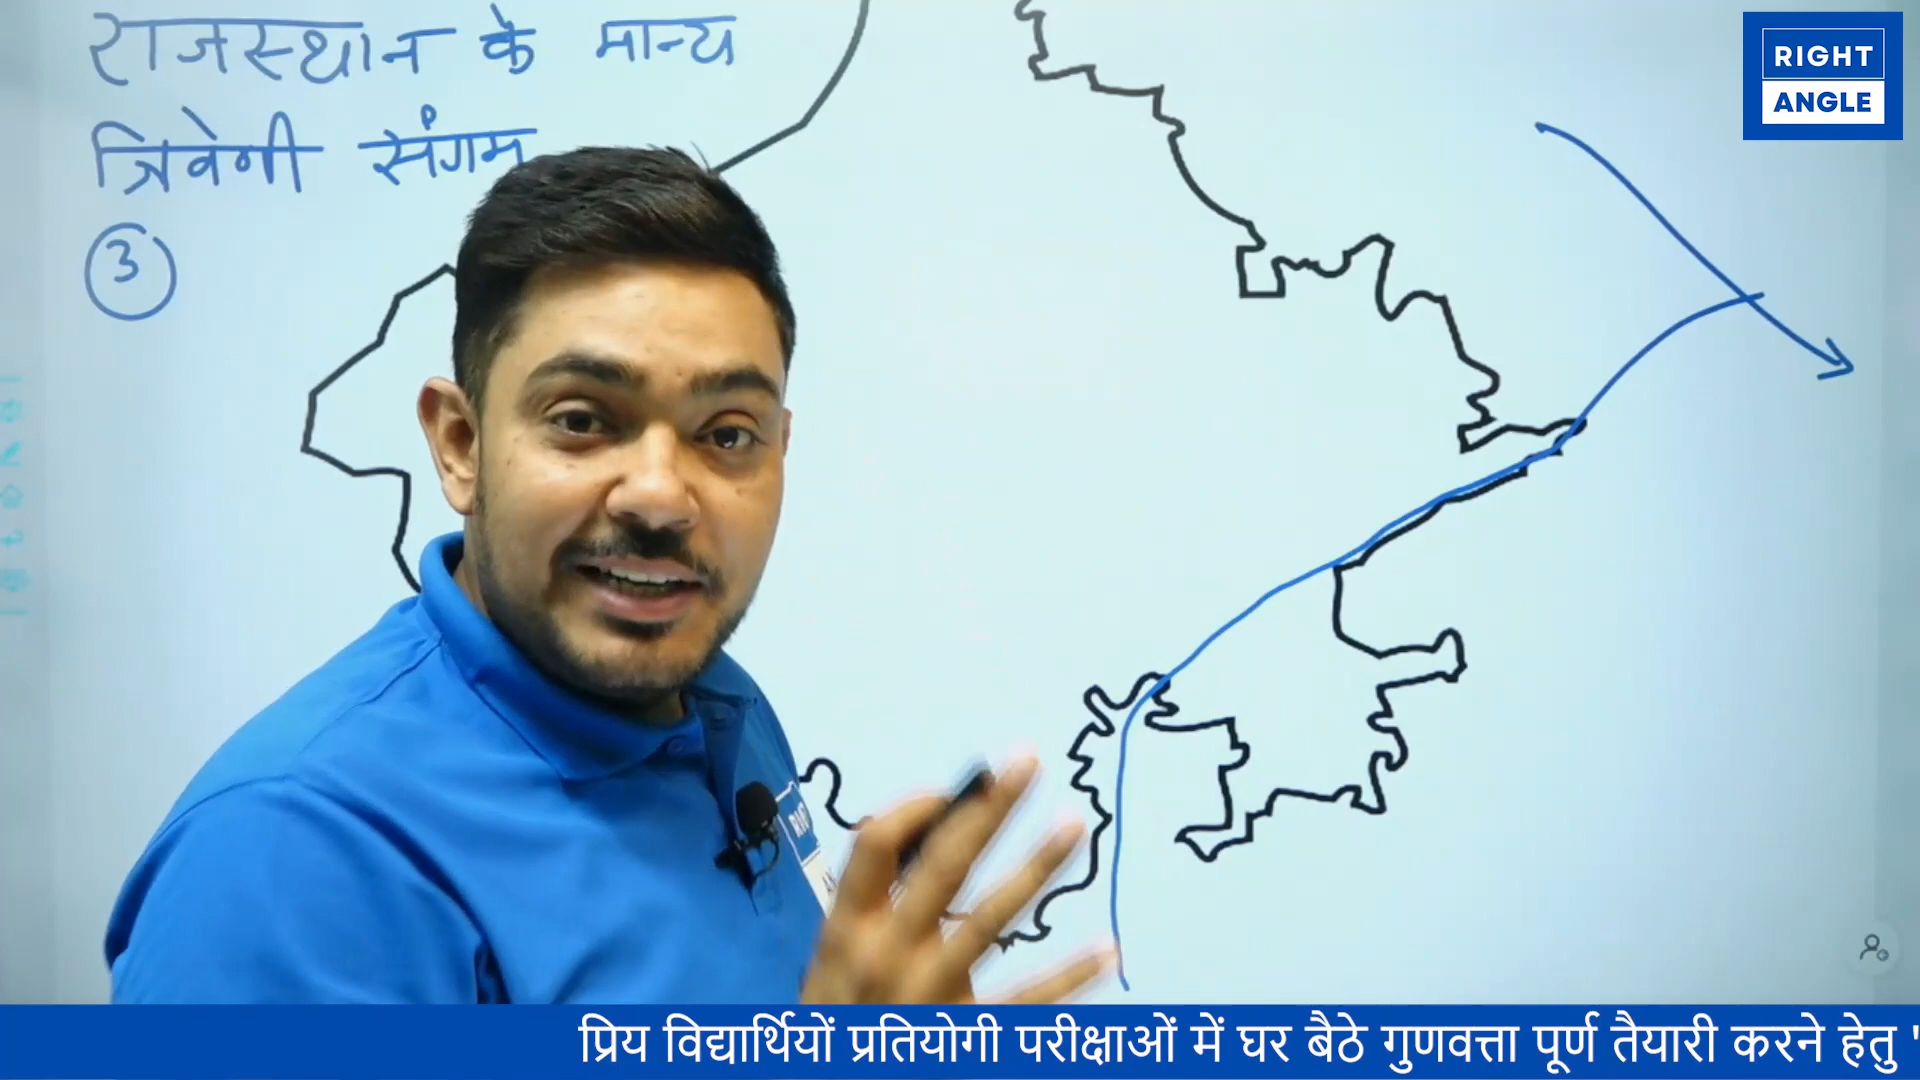 राजस्थान के मान्य
त्रिवेणी संगम
3
RIGHT
ANGLE
प्रिय विद्यार्थियों प्रतियोगी परीक्षाओं में घर बैठे गुणवत्ता पूर्ण तैयारी करने हेतु '